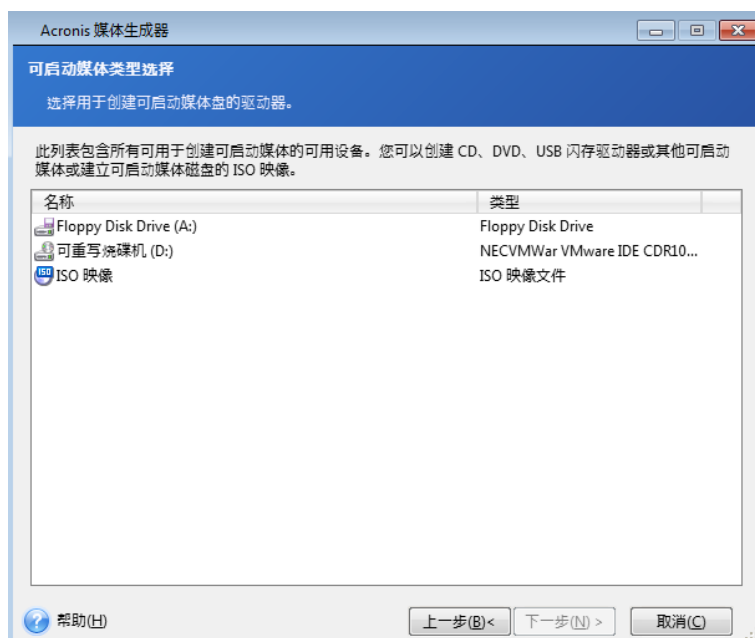 Acronis 媒体生成器
可启动媒体类型选择
选择用于创建可启动媒体盘的驱动器。
此列表包含所有可用于创建可启动媒体的可用设备。您可以创建 CD、DVD、USB 闪存驱动器或其他可启动
媒体或建立可启动媒体磁盘的 ISO 映像。
名称 类型
Floppy Disk Drive (A:) Floppy Disk Drive
可重写烧碟机 (D:) NECVMWar VMware IDE CDR10...
ISO ISO 映像 ISO 映像文件
帮助(H) 上一步(B)< 下一步(N) > 取消(C)